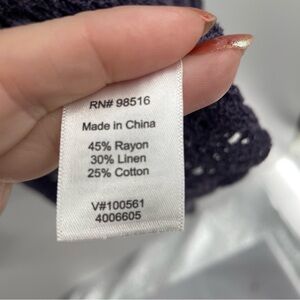 RN# 98516
Made in China
45% Rayon
30% Linen
25% Cotton
V#100561
4006605